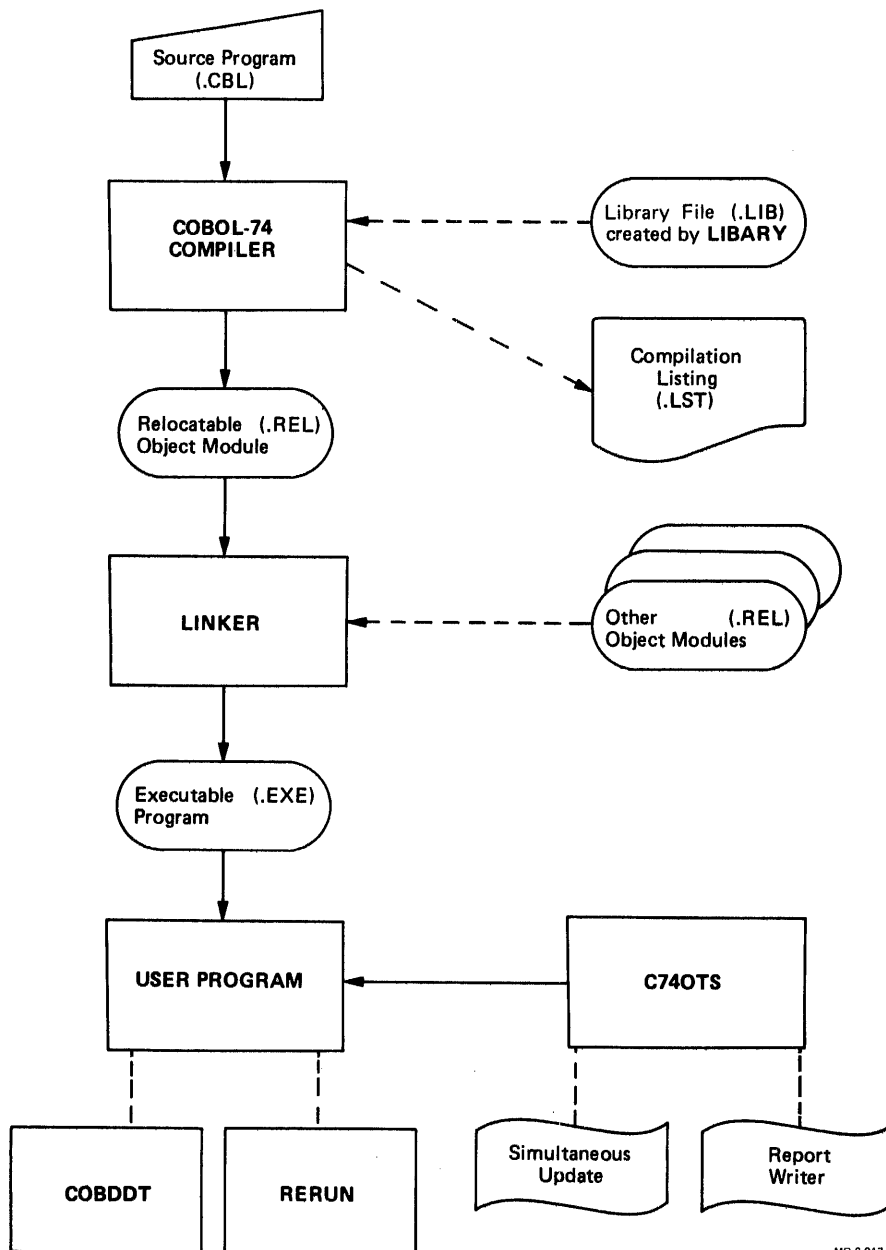 Source Program
(.CBL)
COBOL-74
COMPILER
Library File (.LIB)
created by LIBARY
Compilation
Listing
(.LST)
Relocatable (.REL)
Object Module
LINKER
Other (.REL)
Object Modules
Executable (.EXE)
Program
USER PROGRAM
C74OTS
Simultaneous
Update
Report
Writer
COBDDT
RERUN